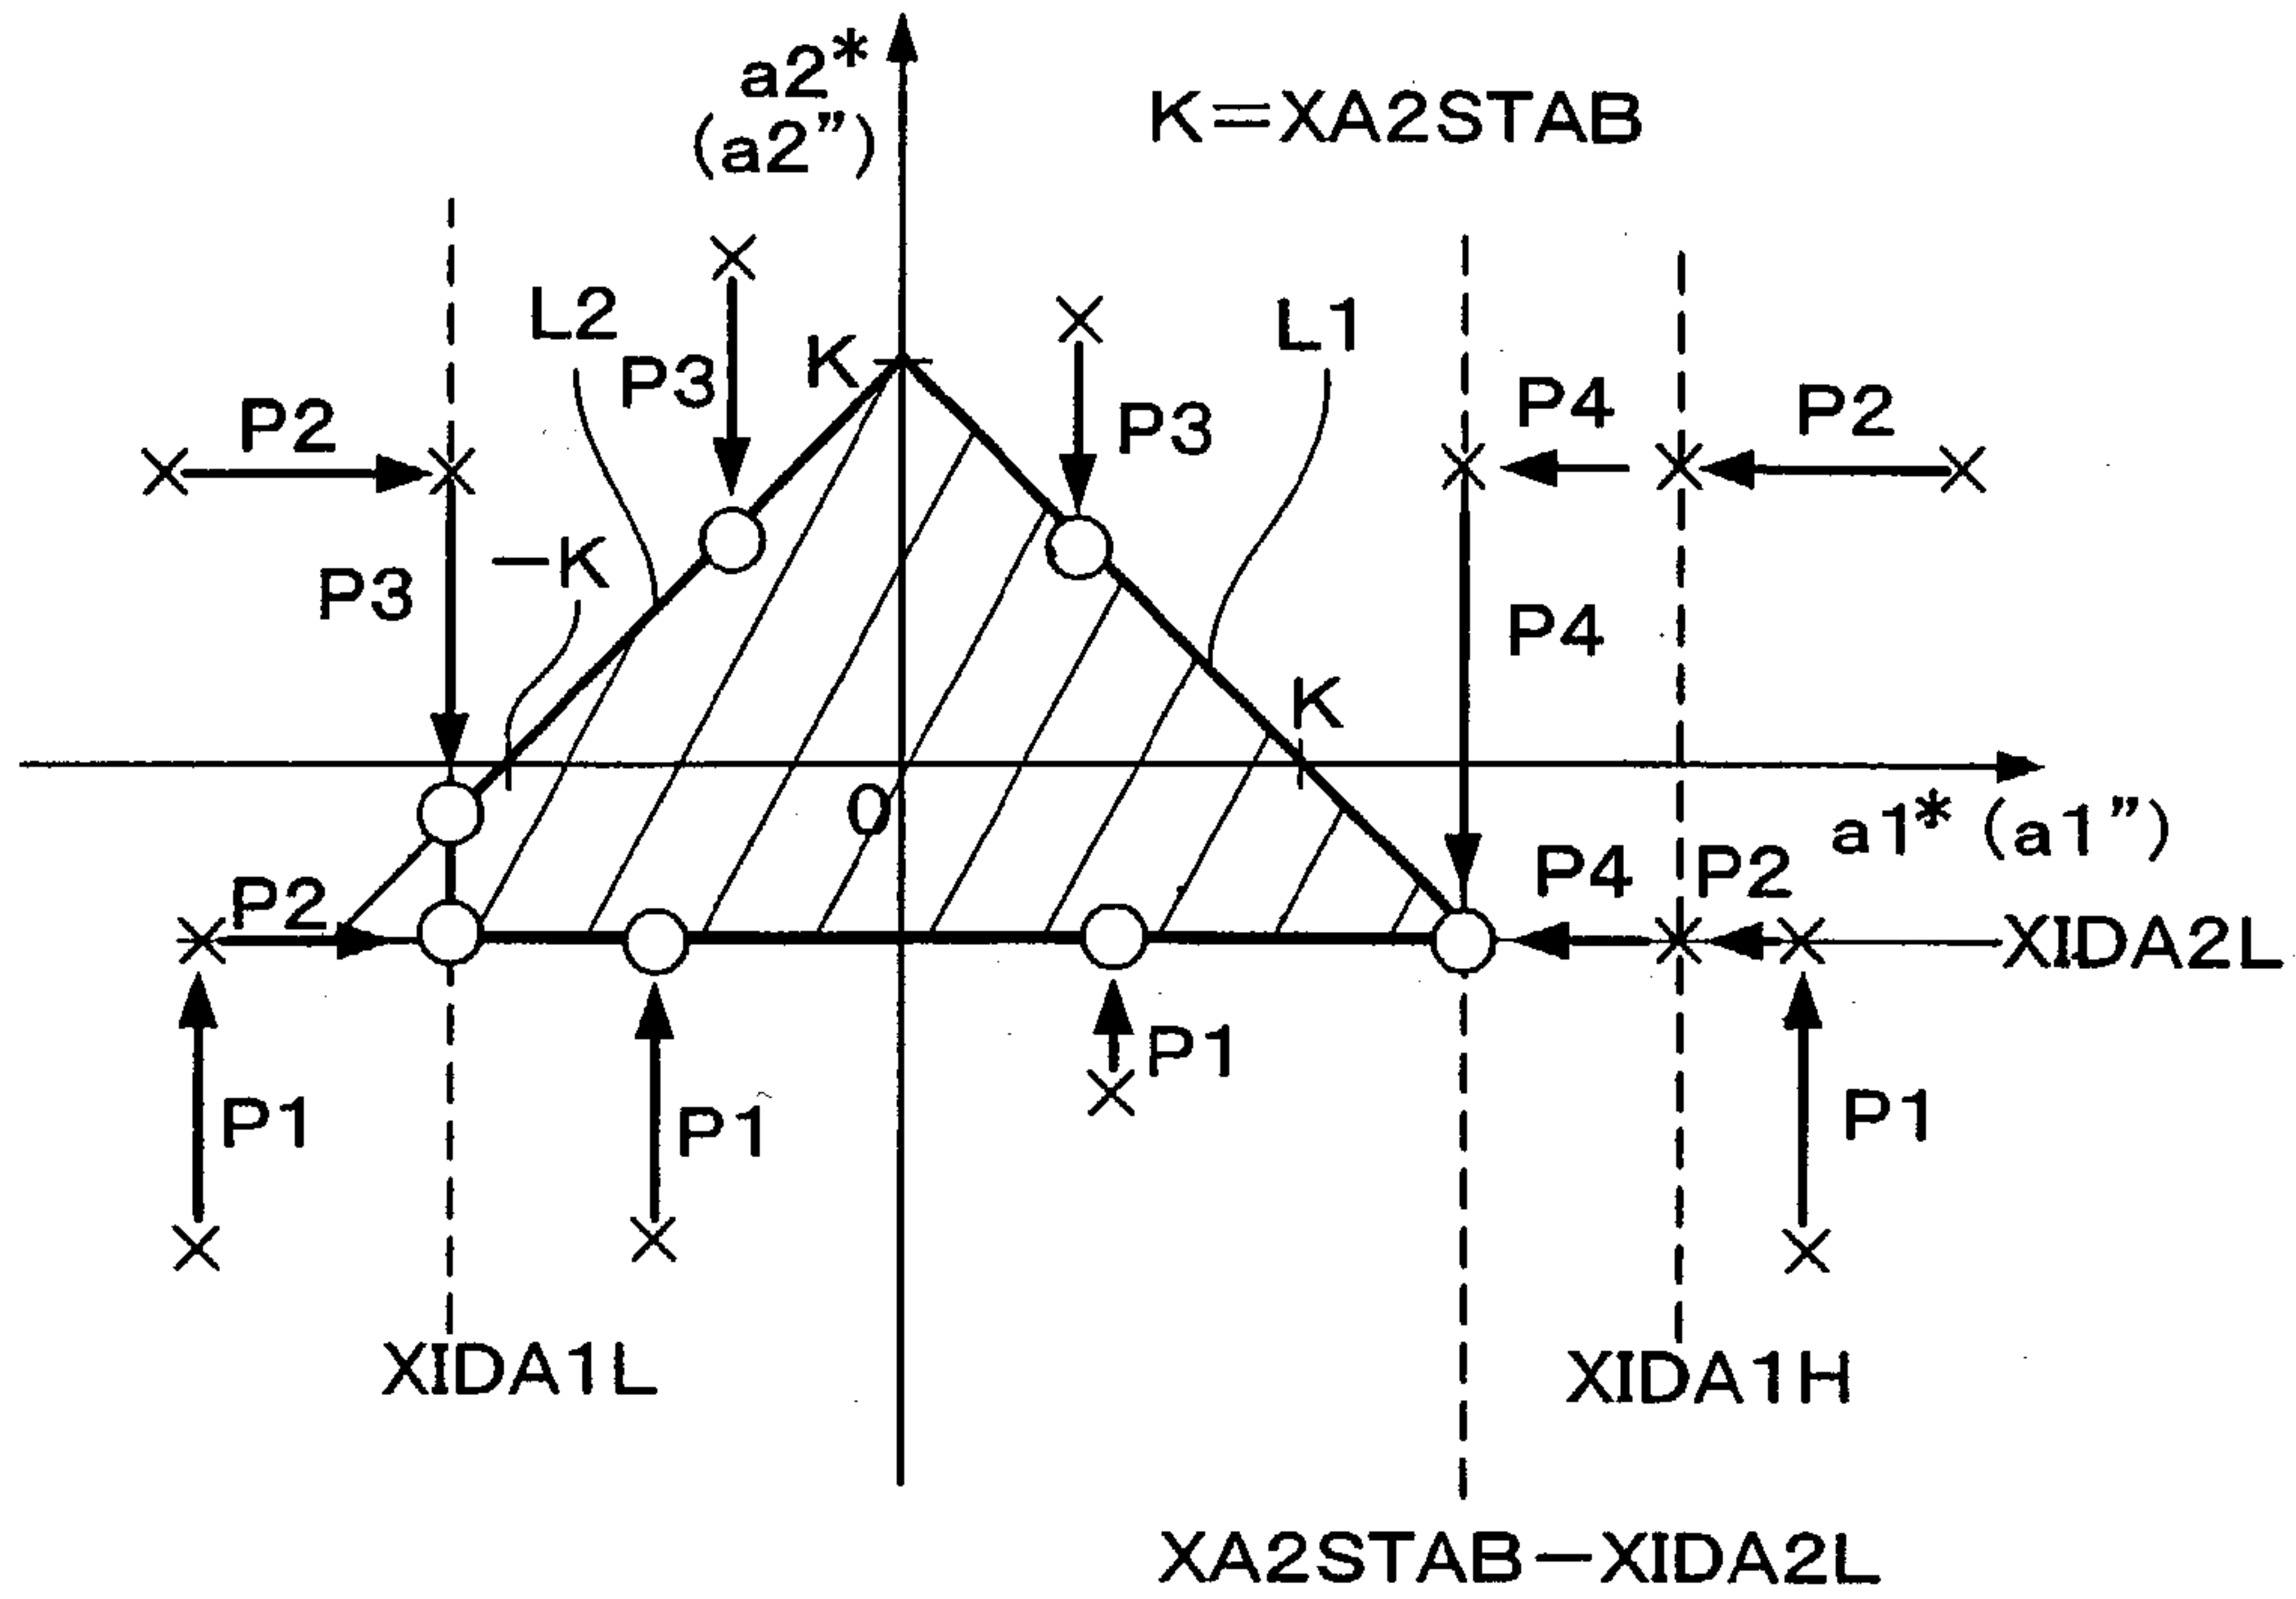 a2*
(a2”)
K=XA2STAB
L2
L1
P3
K
P3
P4
P2
P2
−K
P3
P4
K
0
a1* (a1”)
P2
P4
P2
XIDA2L
P1
P1
P1
P1
XIDA1L
XIDA1H
XA2STAB−XIDA2L